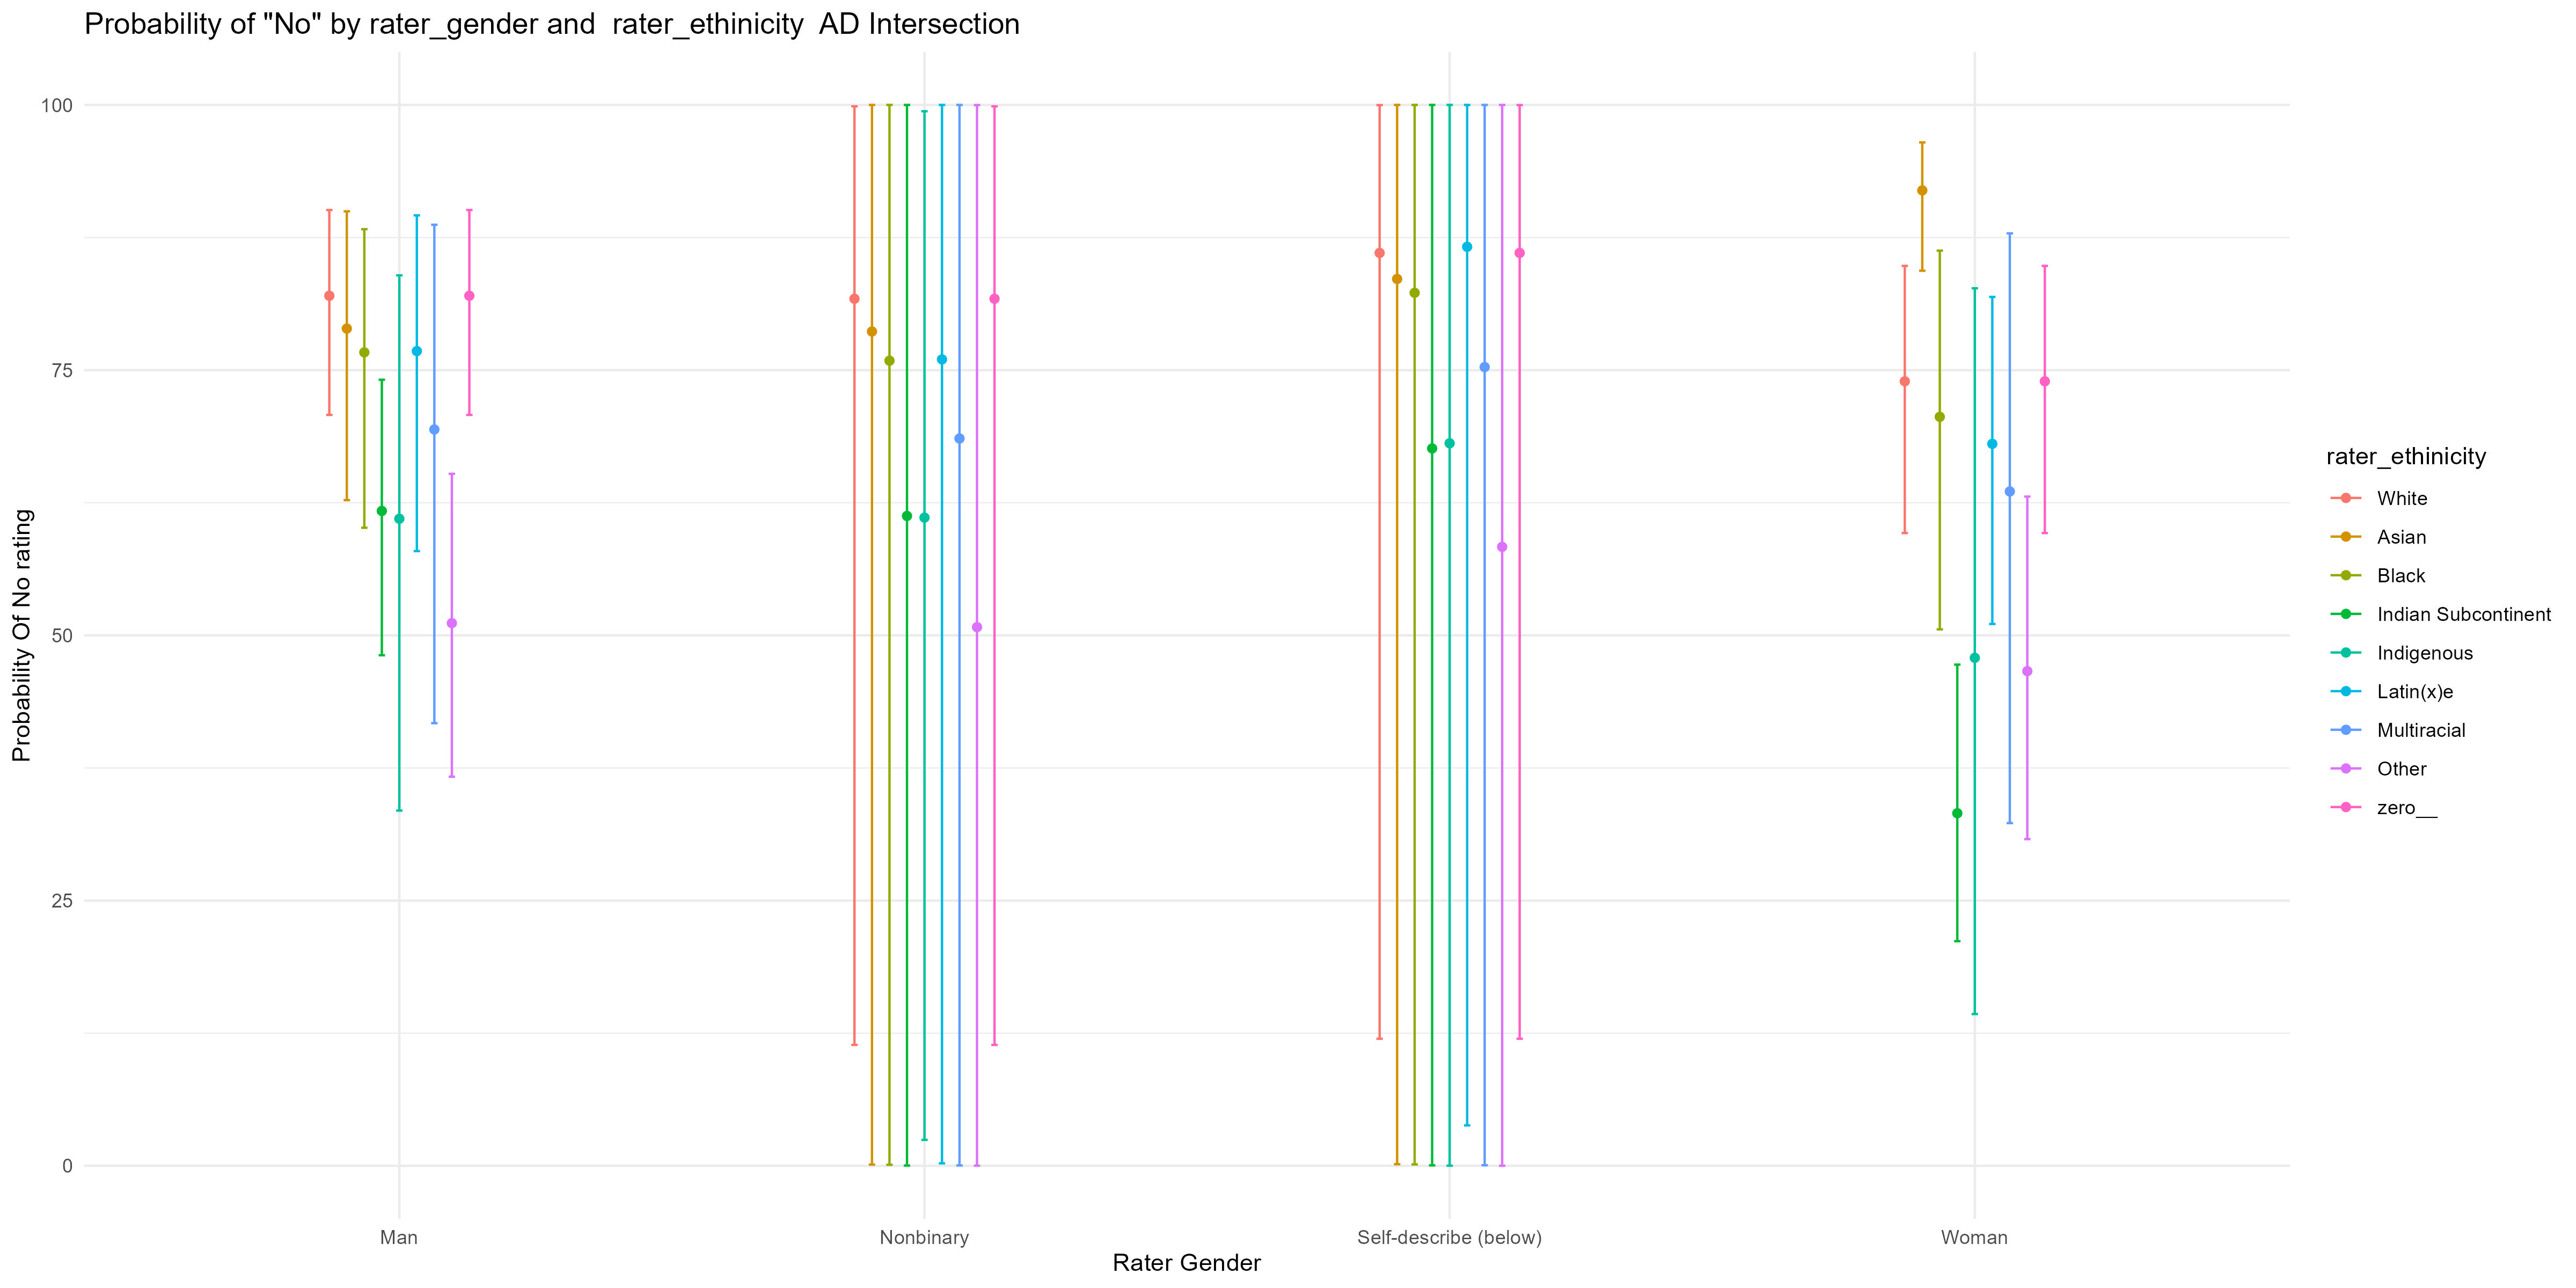 Probability of "No" by rater_gender and  rater_ethinicity  AD Intersection
100
75
50
25
0
Probability Of No rating
Man
Nonbinary
Self-describe (below)
Woman
Rater Gender
rater_ethinicity
White
Asian
Black
Indian Subcontinent
Indigenous
Latin(x)e
Multiracial
Other
zero__